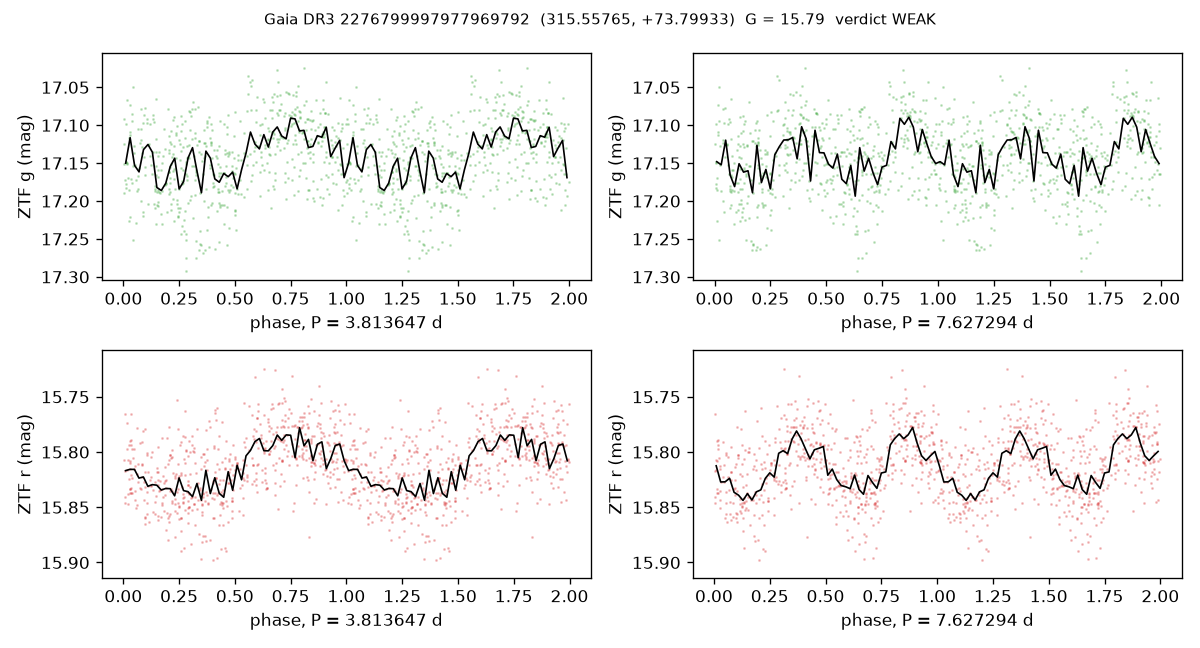 Gaia DR3 2276799997977969792  (315.55765, +73.79933)  G = 15.79  verdict WEAK
ZTF g (mag)
17.05
17.10
17.15
17.20
17.25
17.30
0.00 0.25 0.50 0.75 1.00 1.25 1.50 1.75 2.00
phase, P = 3.813647 d
ZTF g (mag)
17.05
17.10
17.15
17.20
17.25
17.30
0.00 0.25 0.50 0.75 1.00 1.25 1.50 1.75 2.00
phase, P = 7.627294 d
ZTF r (mag)
15.75
15.80
15.85
15.90
0.00 0.25 0.50 0.75 1.00 1.25 1.50 1.75 2.00
phase, P = 3.813647 d
ZTF r (mag)
15.75
15.80
15.85
15.90
0.00 0.25 0.50 0.75 1.00 1.25 1.50 1.75 2.00
phase, P = 7.627294 d